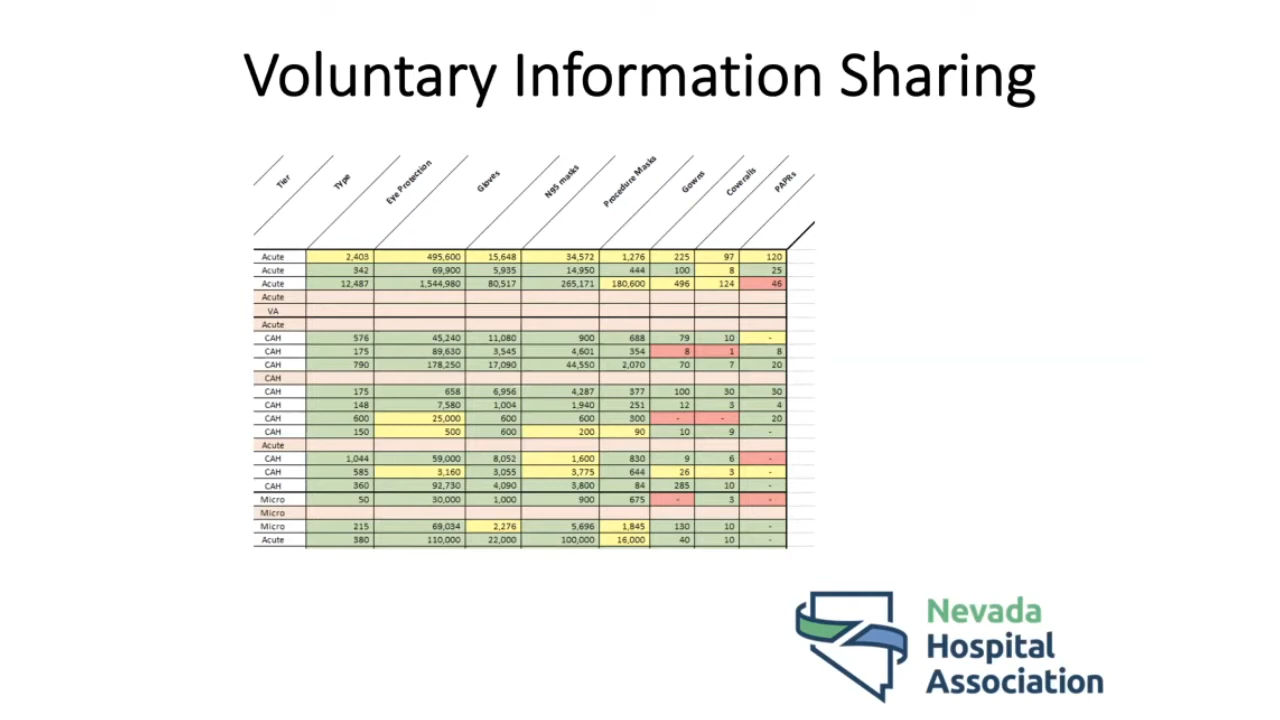 Voluntary Information Sharing
Tier Type Eye Protection Gloves N95 masks Procedure Masks Gowns Coveralls PAPRs
Acute 2,403 495,600 15,648 34,572 1,276 225 97 120
Acute 342 69,900 5,935 14,950 444 100 8 25
Acute 12,487 1,544,980 80,517 265,171 180,600 496 124 46
Acute
VA
Acute
CAH 576 45,240 11,080 900 688 79 10 -
CAH 175 89,630 3,545 4,601 354 8 1 8
CAH 790 178,250 17,090 44,550 2,070 70 7 20
CAH
CAH 175 658 6,956 4,287 377 100 30 30
CAH 148 7,580 1,004 1,940 251 12 3 4
CAH 600 25,000 600 600 300 - - 20
CAH 150 500 600 200 90 10 9 -
Acute
CAH 1,044 59,000 8,052 1,600 830 9 6 -
CAH 585 3,160 3,055 3,775 644 26 3 -
CAH 360 92,730 4,090 3,800 84 285 10 -
Micro 50 30,000 1,000 900 675 - 3 -
Micro
Micro 215 69,034 2,276 5,696 1,845 130 10 -
Acute 380 110,000 22,000 100,000 16,000 40 10 -
Nevada
Hospital
Association